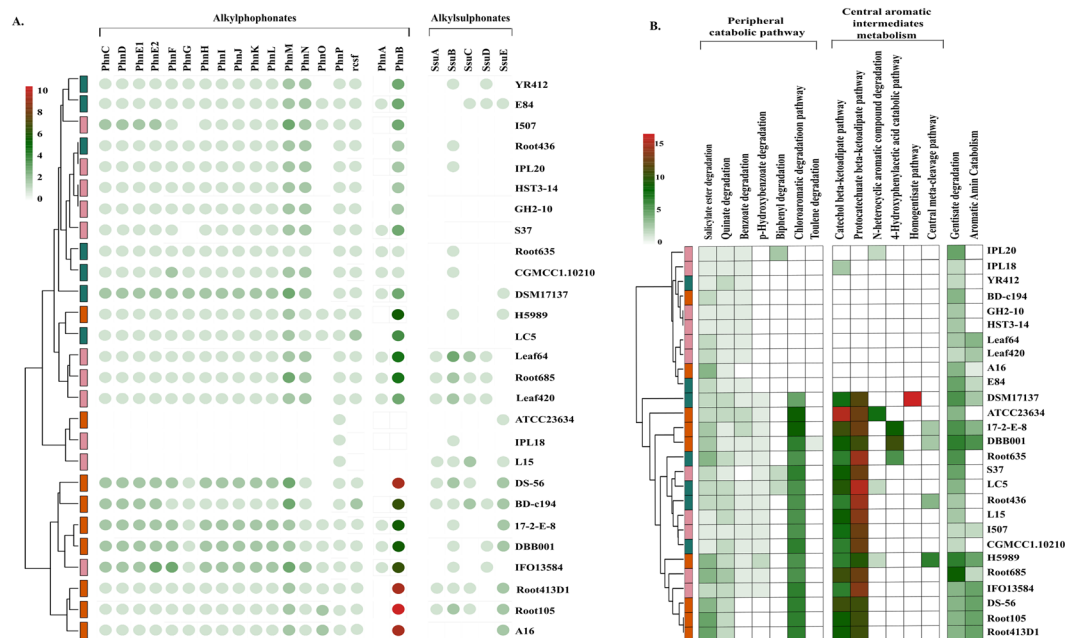 A.
Alkylphophonates
Alkylsulphonates
PhnC
PhnD
PhnE1
PhnE2
PhnF
PhnG
PhnH
PhnI
PhnJ
PhnK
PhnL
PhnM
PhnN
PhnO
PhnP
rcsf
PhnA
PhnB
SsuA
SsuB
SsuC
SsuD
SsuE
10
8
6
4
2
0
YR412
E84
I507
Root436
IPL20
HST3-14
GH2-10
S37
Root635
CGMCC1.10210
DSM17137
H5989
LC5
Leaf64
Root685
Leaf420
ATCC23634
IPL18
L15
DS-56
BD-c194
17-2-E-8
DBB001
IFO13584
Root413D1
Root105
A16
B.
Peripheral
catabolic pathway
Central aromatic
intermediates
metabolism
Salicylate ester degradation
Quinate degradation
Benzoate degradation
p-Hydroxybenzoate degradation
Biphenyl degradation
Chloroaromatic degradatioon pathway
Toulene degradation
Catechol beta-ketoadipate pathway
Protocatechuate beta-ketoadipate pathway
N-heterocyclic aromatic compound degradation
4-Hydroxyphenylacetic acid catabolic pathway
Homogentisate pathway
Central meta-cleavage pathway
Gentisate degradation
Aromatic Amin Catabolism
15
10
5
0
IPL20
IPL18
YR412
BD-c194
GH2-10
HST3-14
Leaf64
Leaf420
A16
E84
DSM17137
ATCC23634
17-2-E-8
DBB001
Root635
S37
LC5
Root436
L15
I507
CGMCC1.10210
H5989
Root685
IFO13584
DS-56
Root105
Root413D1